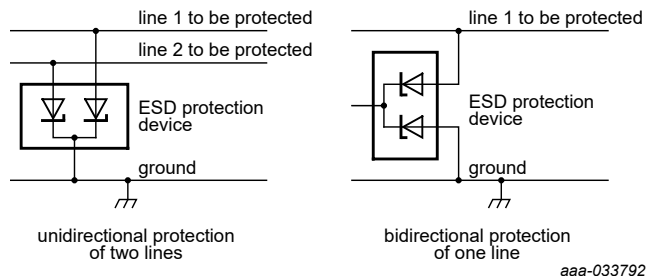 line 1 to be protected
line 2 to be protected
ESD protection
device
ground
unidirectional protection
of two lines
line 1 to be protected
ESD protection
device
ground
bidirectional protection
of one line
aaa-033792